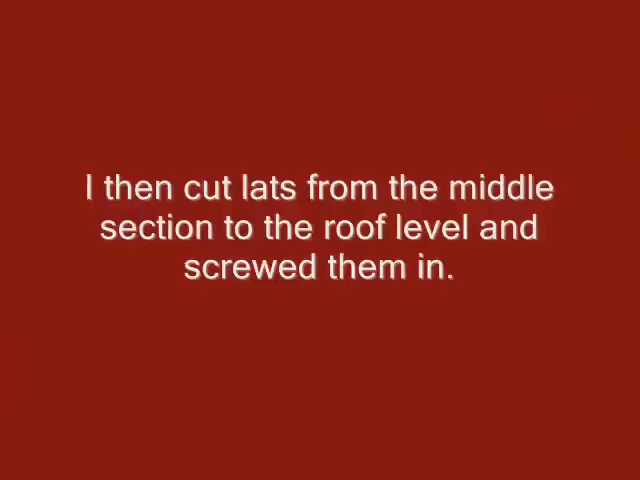 I then cut lats from the middle
section to the roof level and
screwed them in.